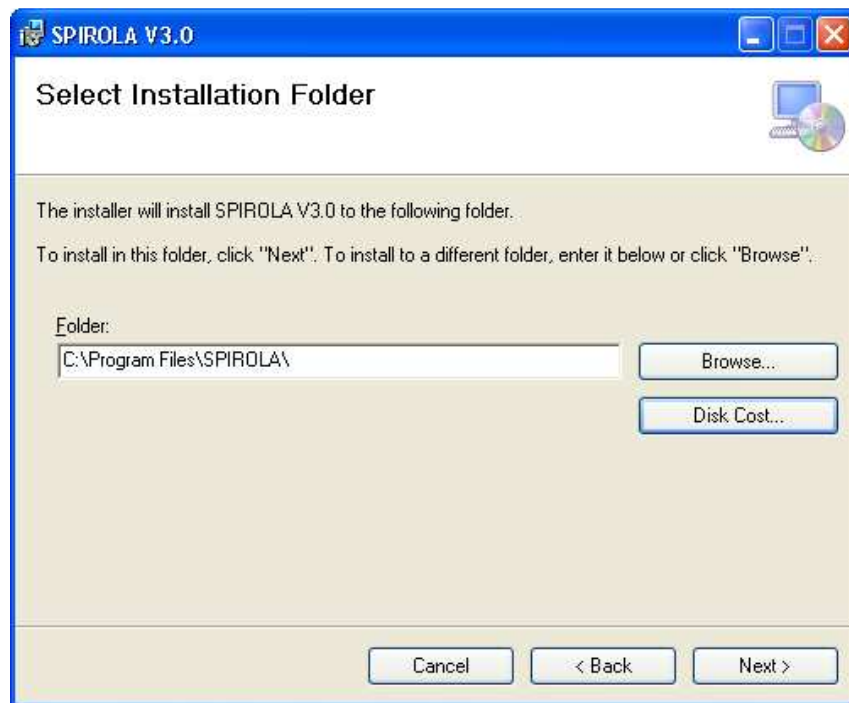 SPIROLA V3.0
Select Installation Folder
The installer will install SPIROLA V3.0 to the following folder.
To install in this folder, click "Next". To install to a different folder, enter it below or click "Browse".
Folder:
C:\Program Files\SPIROLA\
Browse...
Disk Cost...
Cancel
< Back
Next >